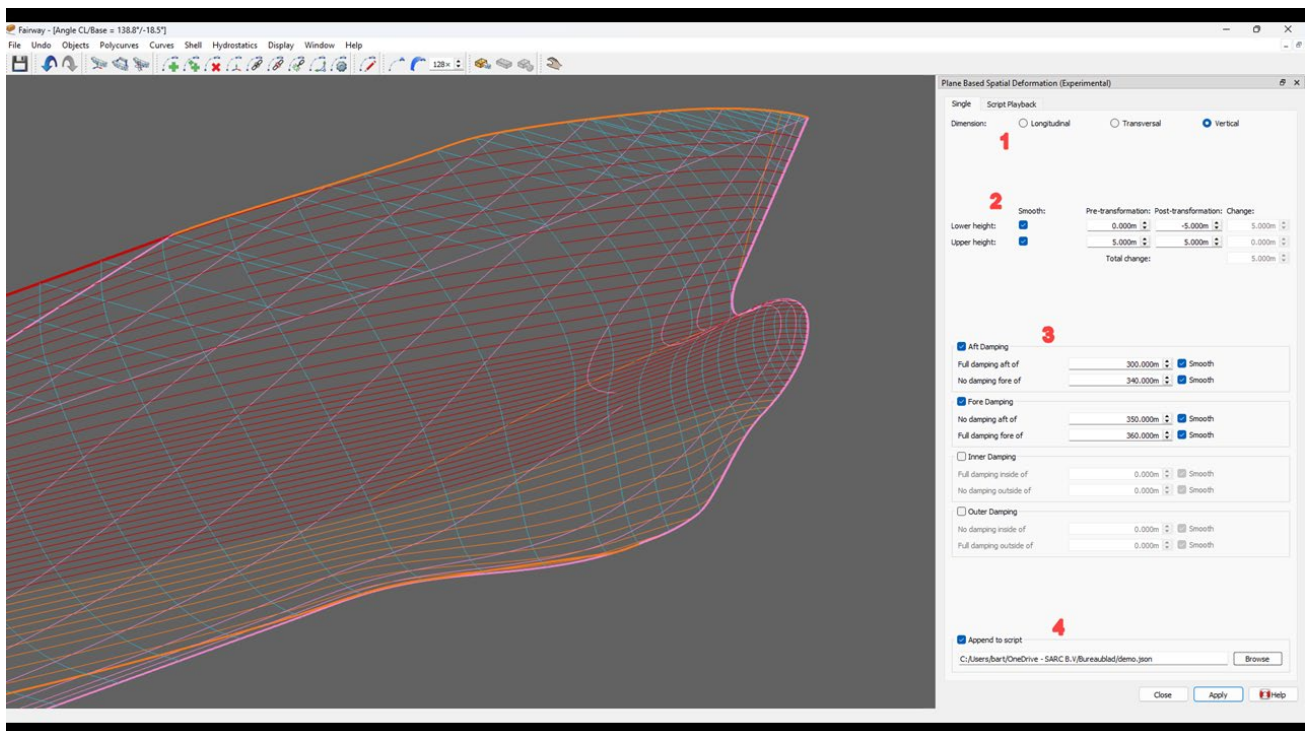 Fairway - [Angle CL/Base = 138.8°/-18.5°]
File Undo Objects Polycurves Curves Shell Hydrostatics Display Window Help
128×
Plane Based Spatial Deformation (Experimental)
Single Script Playback
Dimension: Longitudinal Transversal Vertical
1
2
Smooth: Pre-transformation: Post-transformation: Change:
Lower height: 0.000m -5.000m 5.000m
Upper height: 5.000m 5.000m 0.000m
Total change: 5.000m
3
Aft Damping
Full damping aft of 300.000m Smooth
No damping fore of 340.000m Smooth
Fore Damping
No damping aft of 350.000m Smooth
Full damping fore of 360.000m Smooth
Inner Damping
Full damping inside of 0.000m Smooth
No damping outside of 0.000m Smooth
Outer Damping
No damping inside of 0.000m Smooth
Full damping outside of 0.000m Smooth
4
Append to script
C:/Users/bart/OneDrive - SARC B.V/Bureaublad/demo.json Browse
Close Apply Help